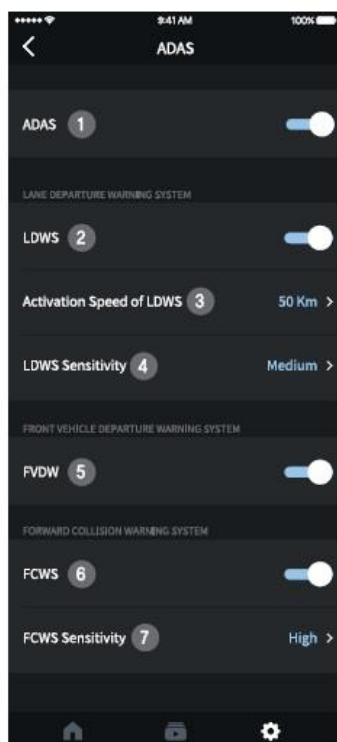 9:41 AM 100%
ADAS
ADAS 1
LANE DEPARTURE WARNING SYSTEM
LDWS 2
Activation Speed of LDWS 3 50 Km >
LDWS Sensitivity 4 Medium >
FRONT VEHICLE DEPARTURE WARNING SYSTEM
FVDW 5
FORWARD COLLISION WARNING SYSTEM
FCWS 6
FCWS Sensitivity 7 High >